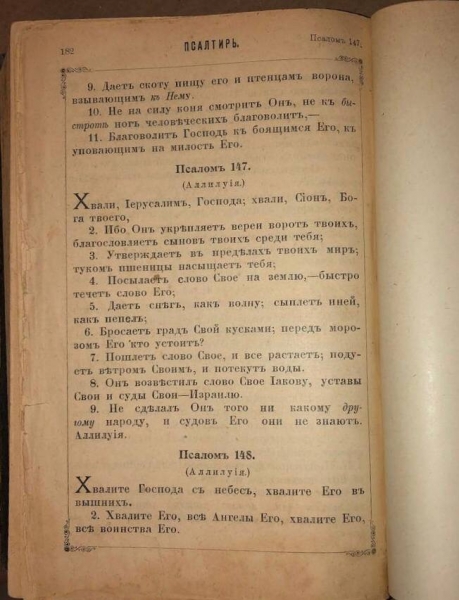 182 ПСАЛТИРЬ. Псаломъ 147.
9. Даетъ скоту пищу его и птенцамъ ворона,
взывающимъ къ Нему.
10. Не на силу коня смотритъ Онъ, не къ бы-
стротѣ ногъ человѣческихъ благоволитъ,—
11. Благоволитъ Господь къ боящимся Его, къ
уповающимъ на милость Его.
Псаломъ 147.
(Аллилуія.)
Хвали, Іерусалимъ, Господа; хвали, Сіонъ, Бо-
га твоего,
2. Ибо Онъ укрѣпляетъ вереи воротъ твоихъ,
благословляетъ сыновъ твоихъ среди тебя;
3. Утверждаетъ въ предѣлахъ твоихъ миръ;
тукомъ пшеницы насыщаетъ тебя;
4. Посылаетъ слово Свое на землю,—быстро
течетъ слово Его;
5. Даетъ снѣгъ, какъ волну; сыплетъ иней,
какъ пепелъ;
6. Бросаетъ градъ Свой кусками; передъ моро-
зомъ Его кто устоитъ?
7. Пошлетъ слово Свое, и все растаетъ; поду-
етъ вѣтромъ Своимъ, и потекутъ воды.
8. Онъ возвѣстилъ слово Свое Іакову, уставы
Свои и суды Свои—Израилю.
9. Не сдѣлалъ Онъ того ни какому дру-
гому народу, и судовъ Его они не знаютъ.
Аллилуія.
Псаломъ 148.
(Аллилуія.)
Хвалите Господа съ небесъ, хвалите Его въ
вышнихъ.
2. Хвалите Его, всѣ Ангелы Его, хвалите Его,
всѣ воинства Его.